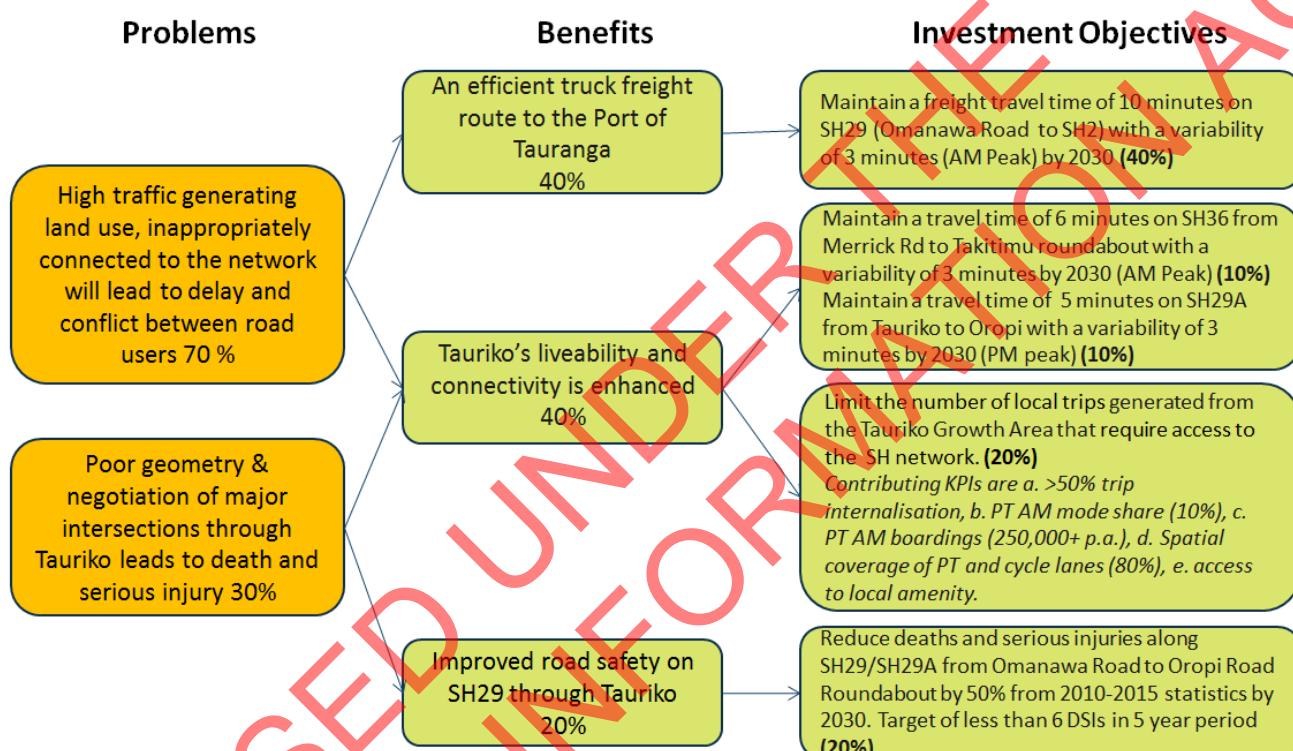 Problems
Benefits
Investment Objectives
High traffic generating
land use, inappropriately
connected to the network
will lead to delay and
conflict between road
users 70 %
Poor geometry &
negotiation of major
intersections through
Tauriko leads to death and
serious injury 30%
An efficient truck freight
route to the Port of
Tauranga
40%
Tauriko’s liveability and
connectivity is enhanced
40%
Improved road safety on
SH29 through Tauriko
20%
Maintain a freight travel time of 10 minutes on
SH29 (Omanawa Road to SH2) with a variability
of 3 minutes (AM Peak) by 2030 (40%)
Maintain a travel time of 6 minutes on SH36 from
Merrick Rd to Takitimu roundabout with a
variability of 3 minutes by 2030 (AM Peak) (10%)
Maintain a travel time of 5 minutes on SH29A
from Tauriko to Oropi with a variability of 3
minutes by 2030 (PM peak) (10%)
Limit the number of local trips generated from
the Tauriko Growth Area that require access to
the SH network. (20%)
Contributing KPIs are a. >50% trip
internalisation, b. PT AM mode share (10%), c.
PT AM boardings (250,000+ p.a.), d. Spatial
coverage of PT and cycle lanes (80%), e. access
to local amenity.
Reduce deaths and serious injuries along
SH29/SH29A from Omanawa Road to Oropi Road
Roundabout by 50% from 2010-2015 statistics by
2030. Target of less than 6 DSIs in 5 year period
(20%)
UNDER THE
INFORMATION